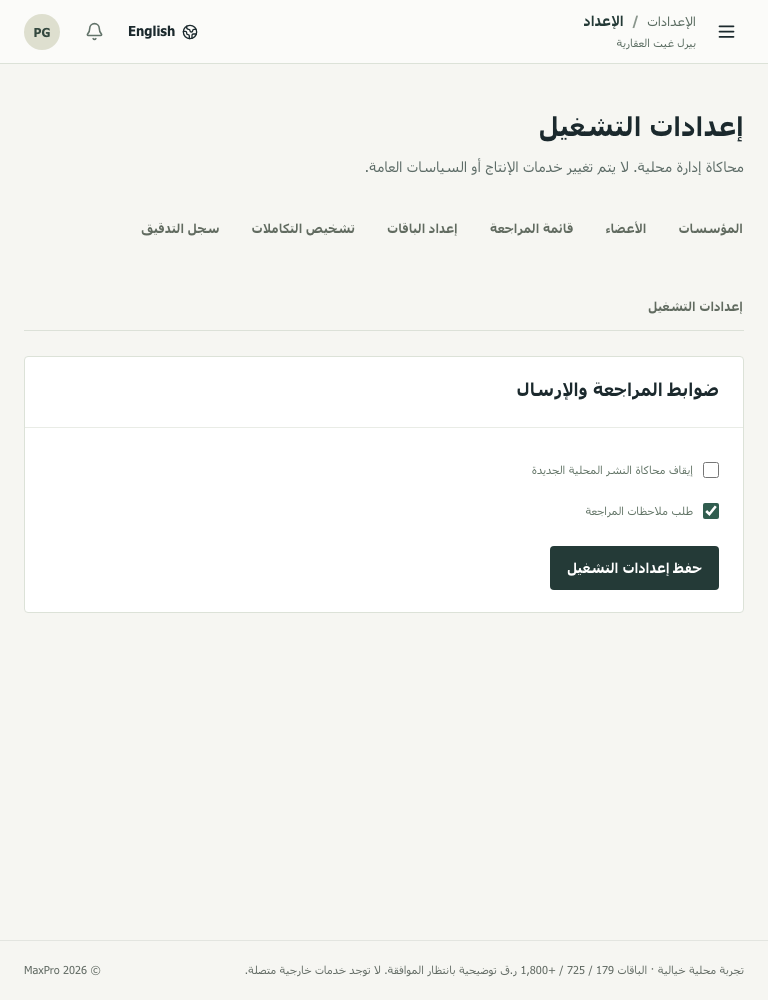 الإعدادات / الإعداد
بيرل غيت العقارية
English
PG
إعدادات التشغيل
محاكاة إدارة محلية. لا يتم تغيير خدمات الإنتاج أو السياسات العامة.
المؤسسات الأعضاء قائمة المراجعة إعداد الباقات تشخيص التكاملات سجل التدقيق
إعدادات التشغيل
ضوابط المراجعة والإرسال
إيقاف محاكاة النشر المحلية الجديدة
طلب ملاحظات المراجعة
حفظ إعدادات التشغيل
تجربة محلية خيالية · الباقات 179 / 725 / 1,800+ ر.ق توضيحية بانتظار الموافقة. لا توجد خدمات خارجية متصلة.
© 2026 MaxPro